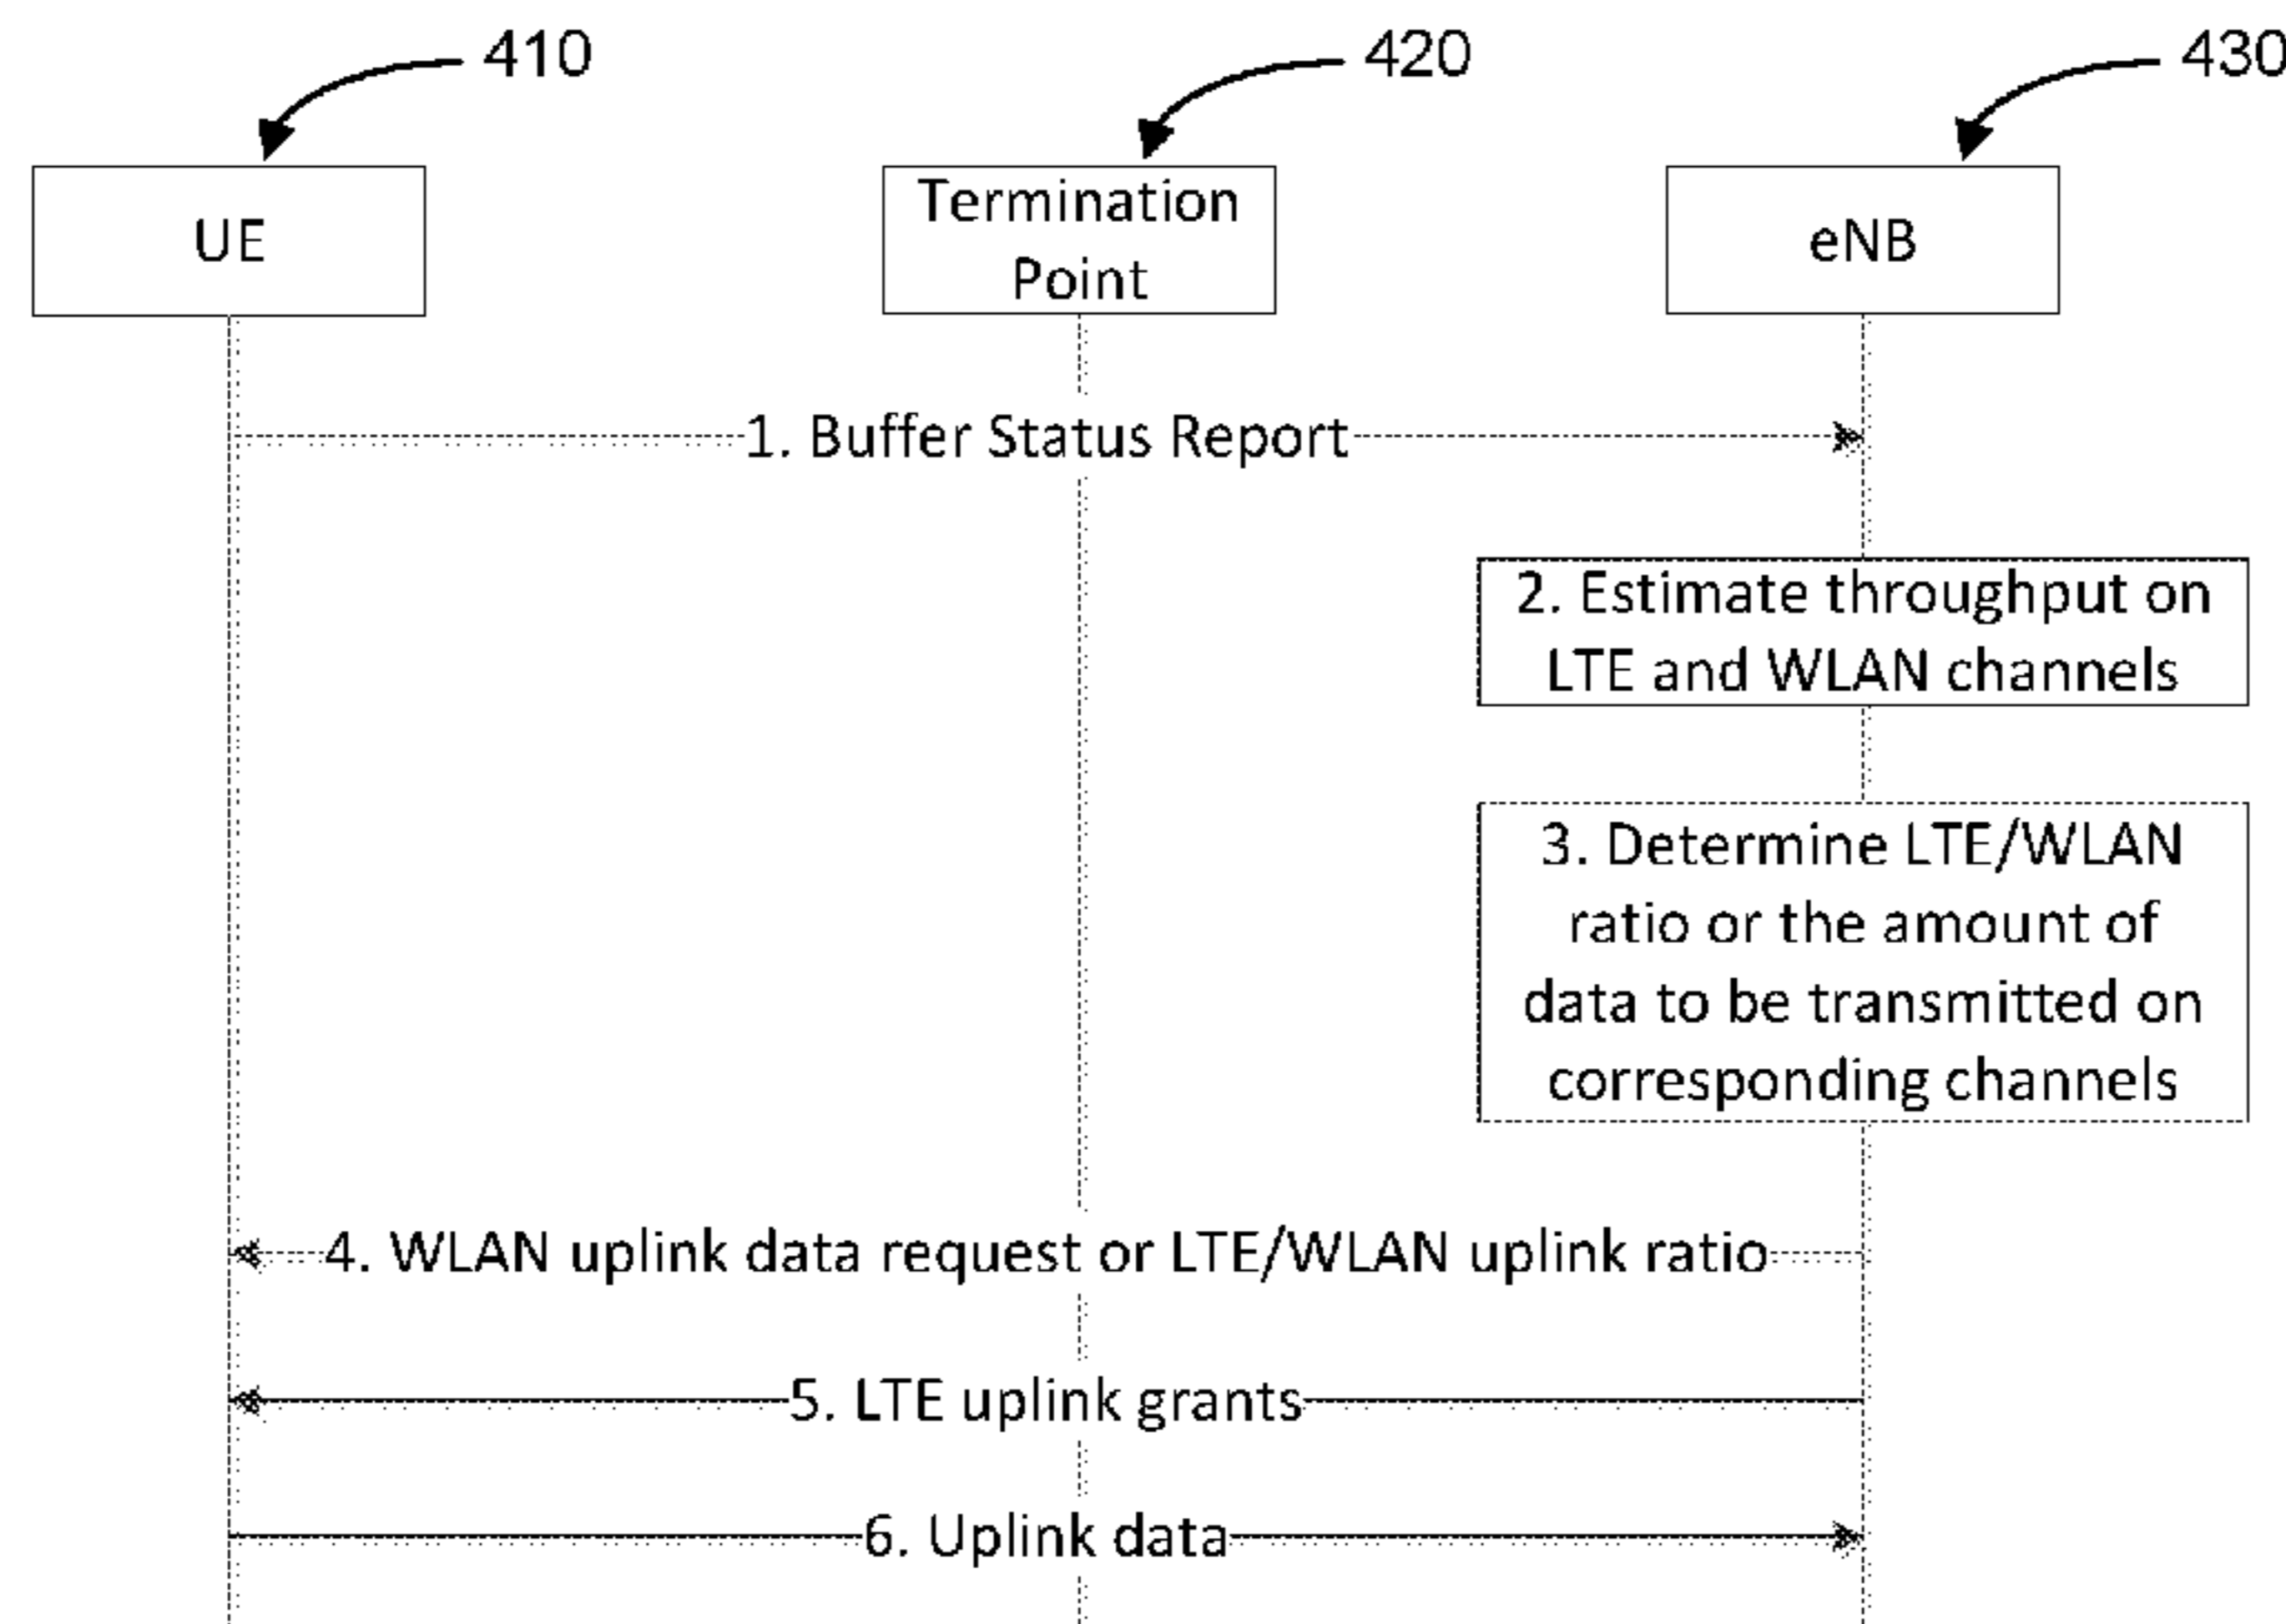 410
420
430
UE
Termination
Point
eNB
1. Buffer Status Report
2. Estimate throughput on
LTE and WLAN channels
3. Determine LTE/WLAN
ratio or the amount of
data to be transmitted on
corresponding channels
4. WLAN uplink data request or LTE/WLAN uplink ratio
5. LTE uplink grants
6. Uplink data